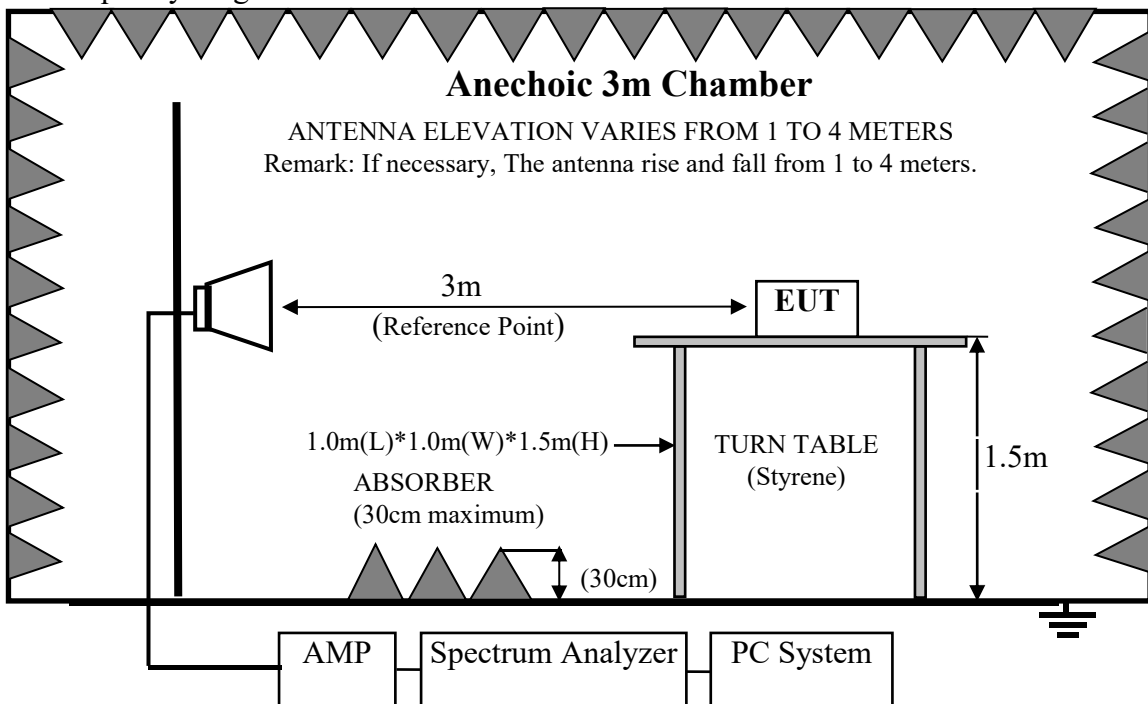 Anechoic 3m Chamber
ANTENNA ELEVATION VARIES FROM 1 TO 4 METERS
Remark: If necessary, The antenna rise and fall from 1 to 4 meters.
3m
(Reference Point)
EUT
1.0m(L)*1.0m(W)*1.5m(H)
TURN TABLE
(Styrene)
1.5m
ABSORBER
(30cm maximum)
(30cm)
AMP
Spectrum Analyzer
PC System